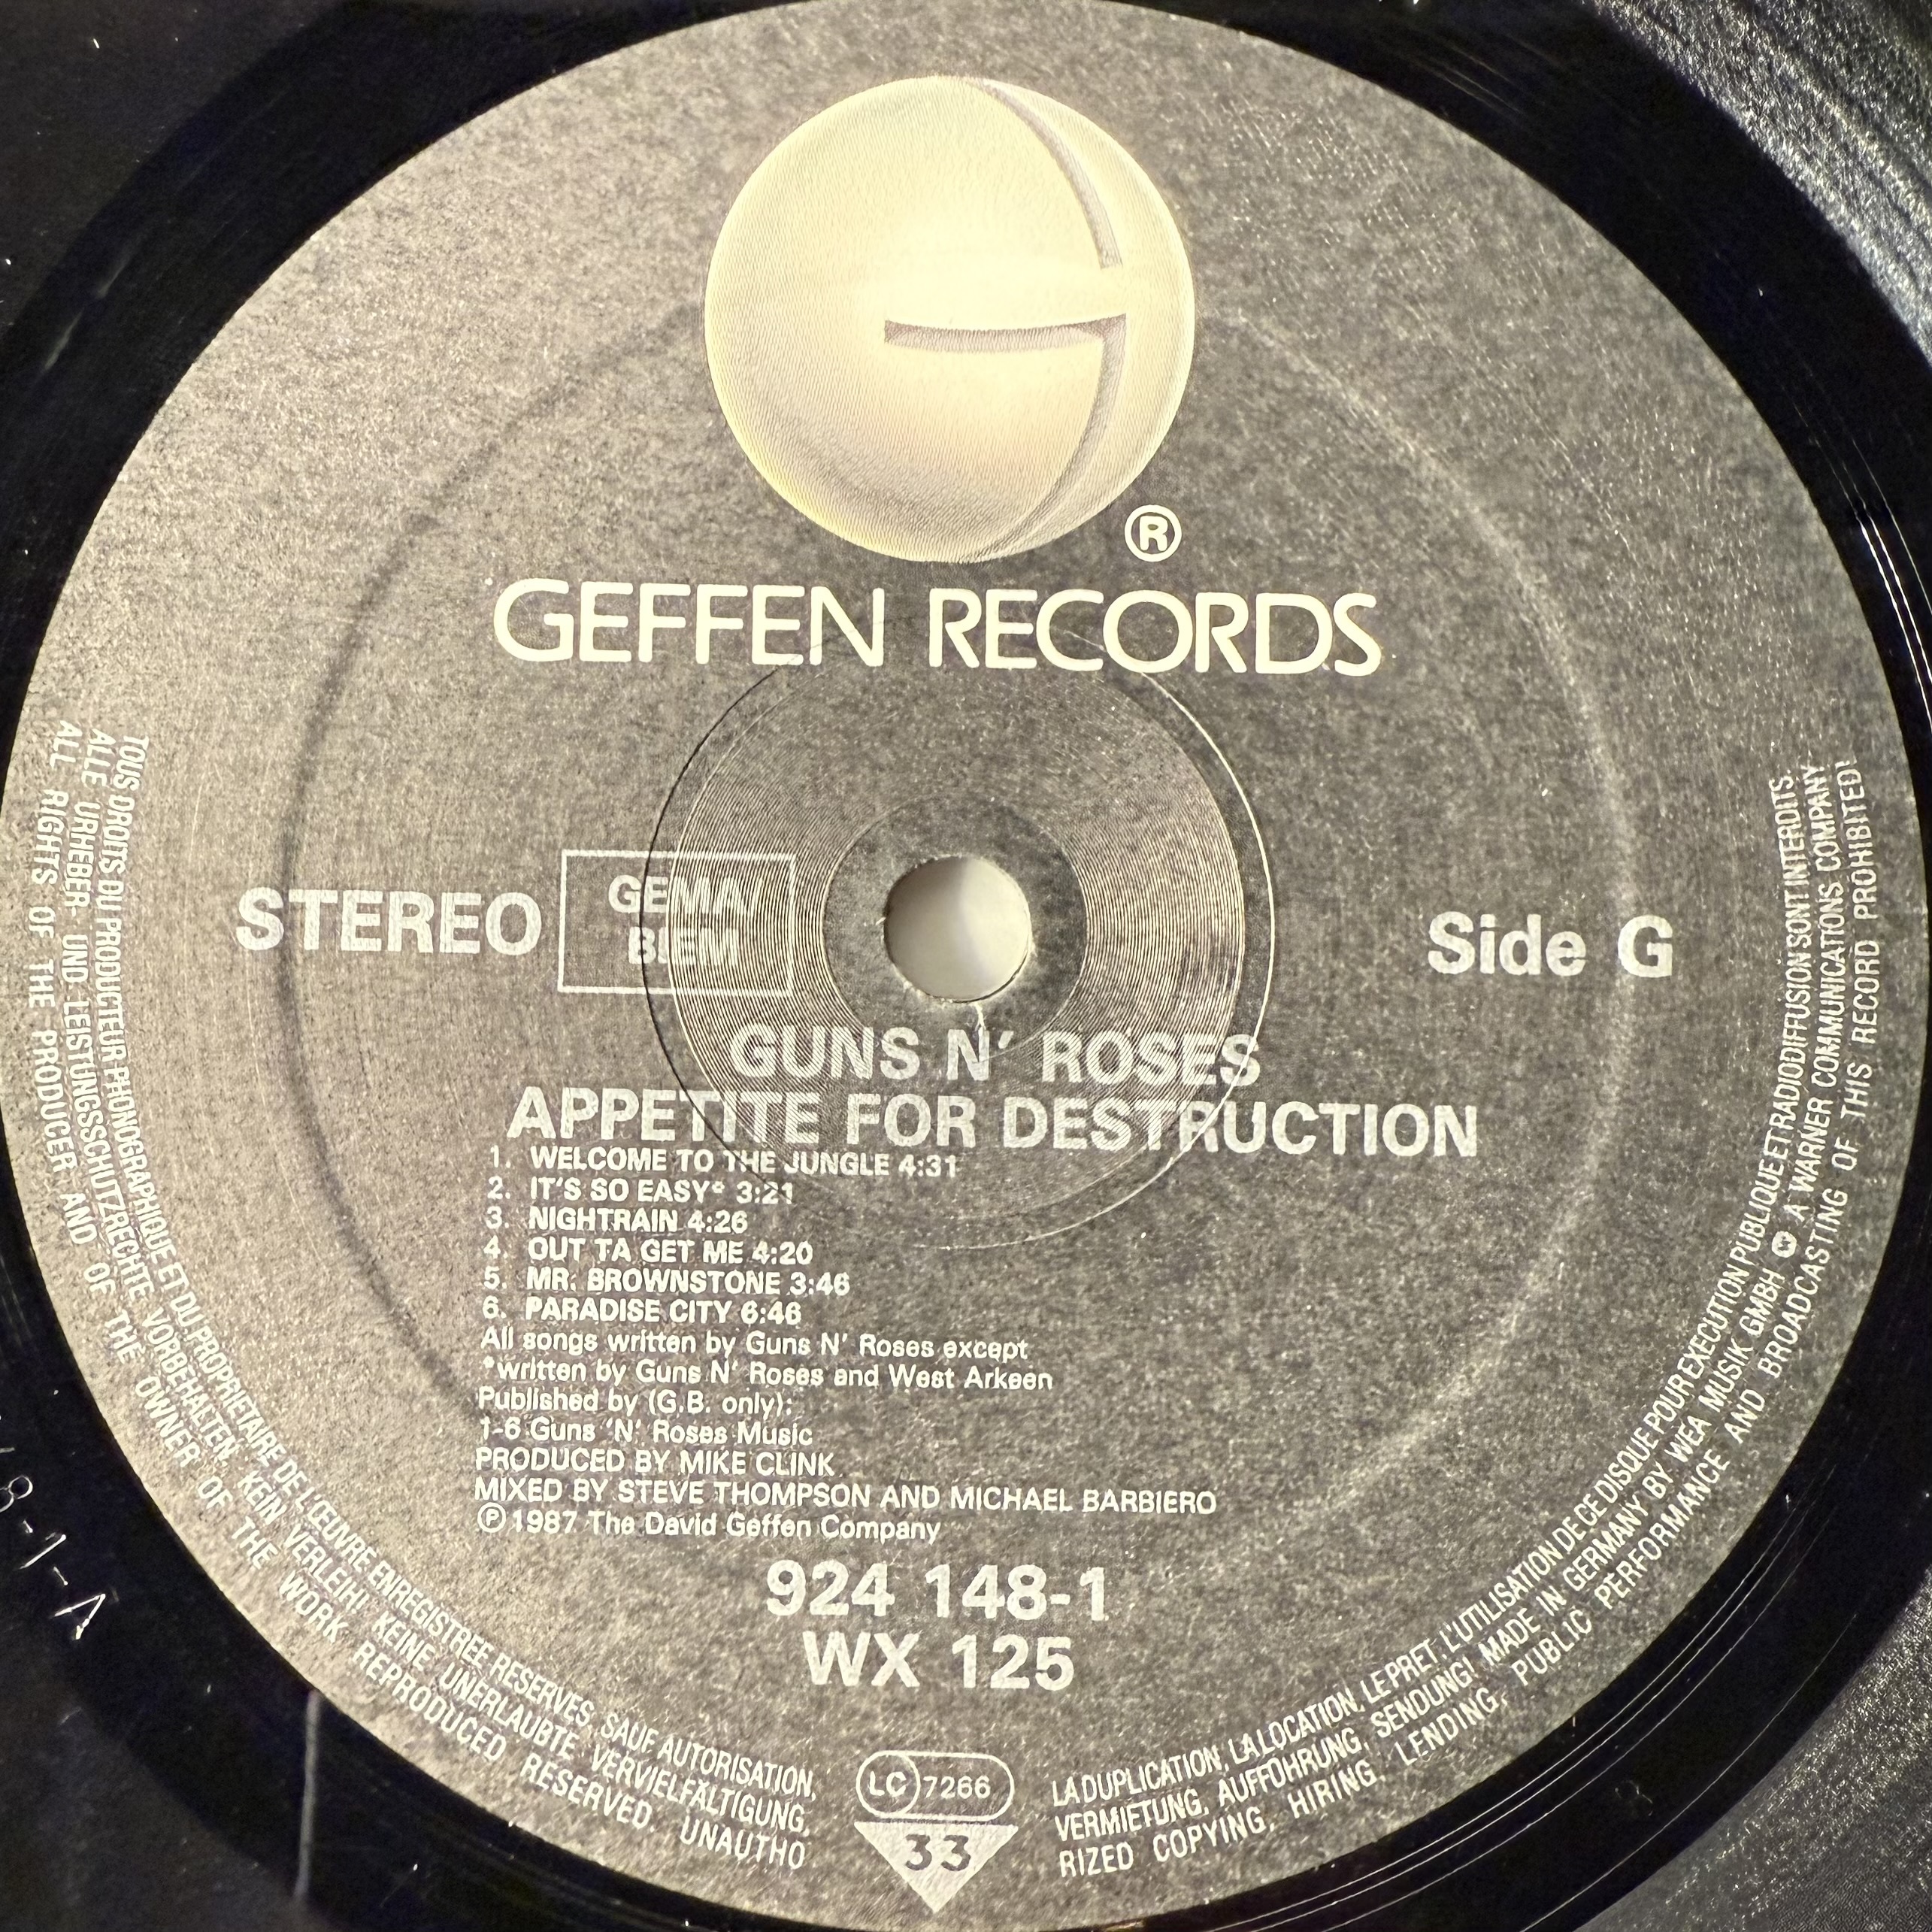 ®
GEFFEN RECORDS
STEREO
GEMA/
BIEM
Side G
GUNS N' ROSES
APPETITE FOR DESTRUCTION
1. WELCOME TO THE JUNGLE 4:31
2. IT'S SO EASY* 3:21
3. NIGHTRAIN 4:26
4. OUT TA GET ME 4:20
5. MR. BROWNSTONE 3:46
6. PARADISE CITY 6:46
All songs written by Guns N' Roses except
*written by Guns N' Roses and West Arkeen
Published by (G.B. only):
1-6 Guns 'N' Roses Music
PRODUCED BY MIKE CLINK
MIXED BY STEVE THOMPSON AND MICHAEL BARBIERO
Ⓟ 1987 The David Geffen Company
924 148-1
WX 125
LC 7266
33
TOUS DROITS DU PRODUCTEUR PHONOGRAPHIQUE ET DU PROPRIETAIRE DE L'ŒUVRE ENREGISTREE RESERVES. SAUF AUTORISATION, LA DUPLICATION, LA LOCATION, LE PRET, L'UTILISATION DE CE DISQUE POUR EXECUTION PUBLIQUE ET RADIODIFFUSION SONT INTERDITS.
ALLE URHEBER- UND LEISTUNGSSCHUTZRECHTE VORBEHALTEN. KEIN VERLEIH! KEINE UNERLAUBTE VERVIELFÄLTIGUNG, VERMIETUNG, AUFFÜHRUNG, SENDUNG! MADE IN GERMANY BY WEA MUSIK GMBH A WARNER COMMUNICATIONS COMPANY
ALL RIGHTS OF THE PRODUCER AND OF THE OWNER OF THE WORK REPRODUCED RESERVED. UNAUTHORIZED COPYING, HIRING, LENDING, PUBLIC PERFORMANCE AND BROADCASTING OF THIS RECORD PROHIBITED!
8-1-A